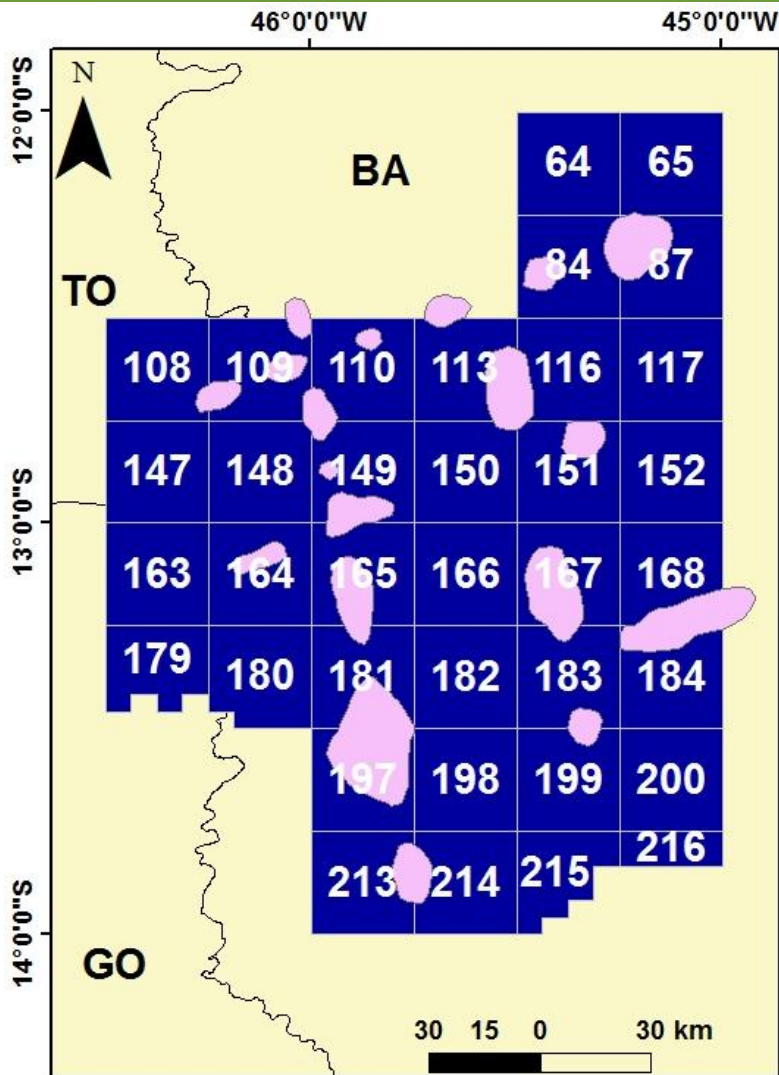 46°0'0"W 45°0'0"W
12°0'0"S
N
BA
64 65
TO
84 87
108 109 110 113 116 117
147 148 149 150 151 152
13°0'0"S
163 164 165 166 167 168
179 180 181 182 183 184
197 198 199 200
213 214 215 216
14°0'0"S
GO
30 15 0 30 km